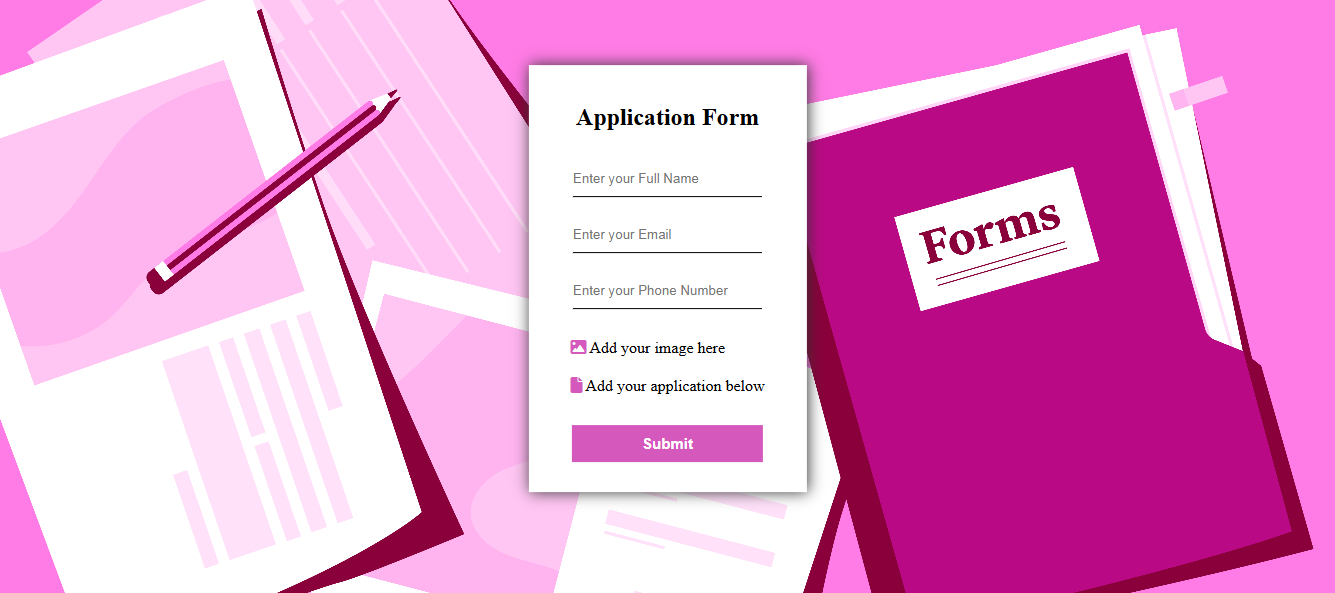 Application Form
Enter your Full Name
Enter your Email
Enter your Phone Number
Add your image here
Add your application below
Submit
Forms